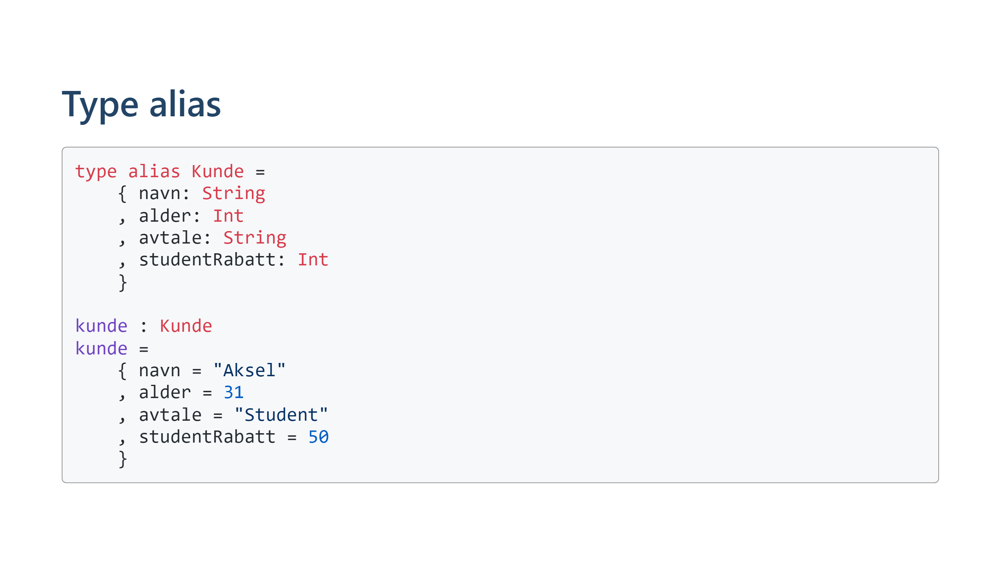 Type alias
type alias Kunde =
    { navn: String
    , alder: Int
    , avtale: String
    , studentRabatt: Int
    }

kunde : Kunde
kunde =
    { navn = "Aksel"
    , alder = 31
    , avtale = "Student"
    , studentRabatt = 50
    }